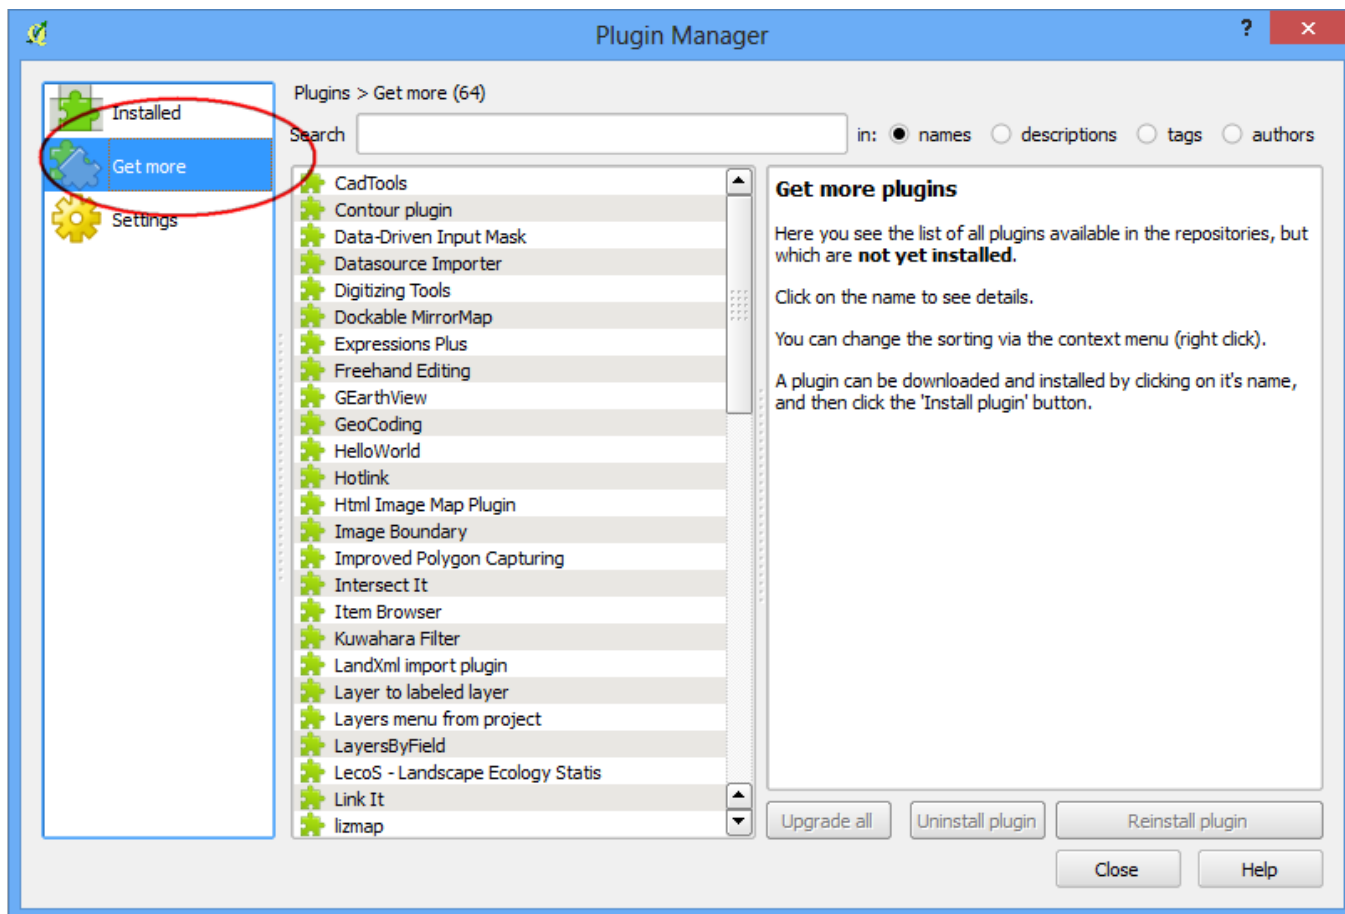 Plugin Manager
?
Installed
Get more
Settings
Plugins > Get more (64)
Search
in: names descriptions tags authors
CadTools
Contour plugin
Data-Driven Input Mask
Datasource Importer
Digitizing Tools
Dockable MirrorMap
Expressions Plus
Freehand Editing
GEarthView
GeoCoding
HelloWorld
Hotlink
Html Image Map Plugin
Image Boundary
Improved Polygon Capturing
Intersect It
Item Browser
Kuwahara Filter
LandXml import plugin
Layer to labeled layer
Layers menu from project
LayersByField
LecoS - Landscape Ecology Statis
Link It
lizmap
Get more plugins
Here you see the list of all plugins available in the repositories, but
which are not yet installed.
Click on the name to see details.
You can change the sorting via the context menu (right click).
A plugin can be downloaded and installed by clicking on it's name,
and then click the 'Install plugin' button.
Upgrade all
Uninstall plugin
Reinstall plugin
Close
Help